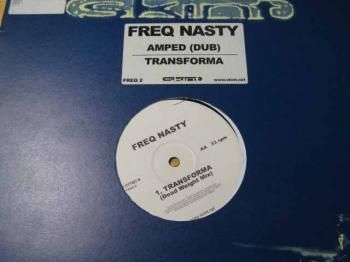 FREQ NASTY
AMPED (DUB)
TRANSFORMA
FREQ 2
SKINT
www.skint.net
FREQ NASTY
AA 33 rpm
1. TRANSFORMA
(Dead Weight Mix)